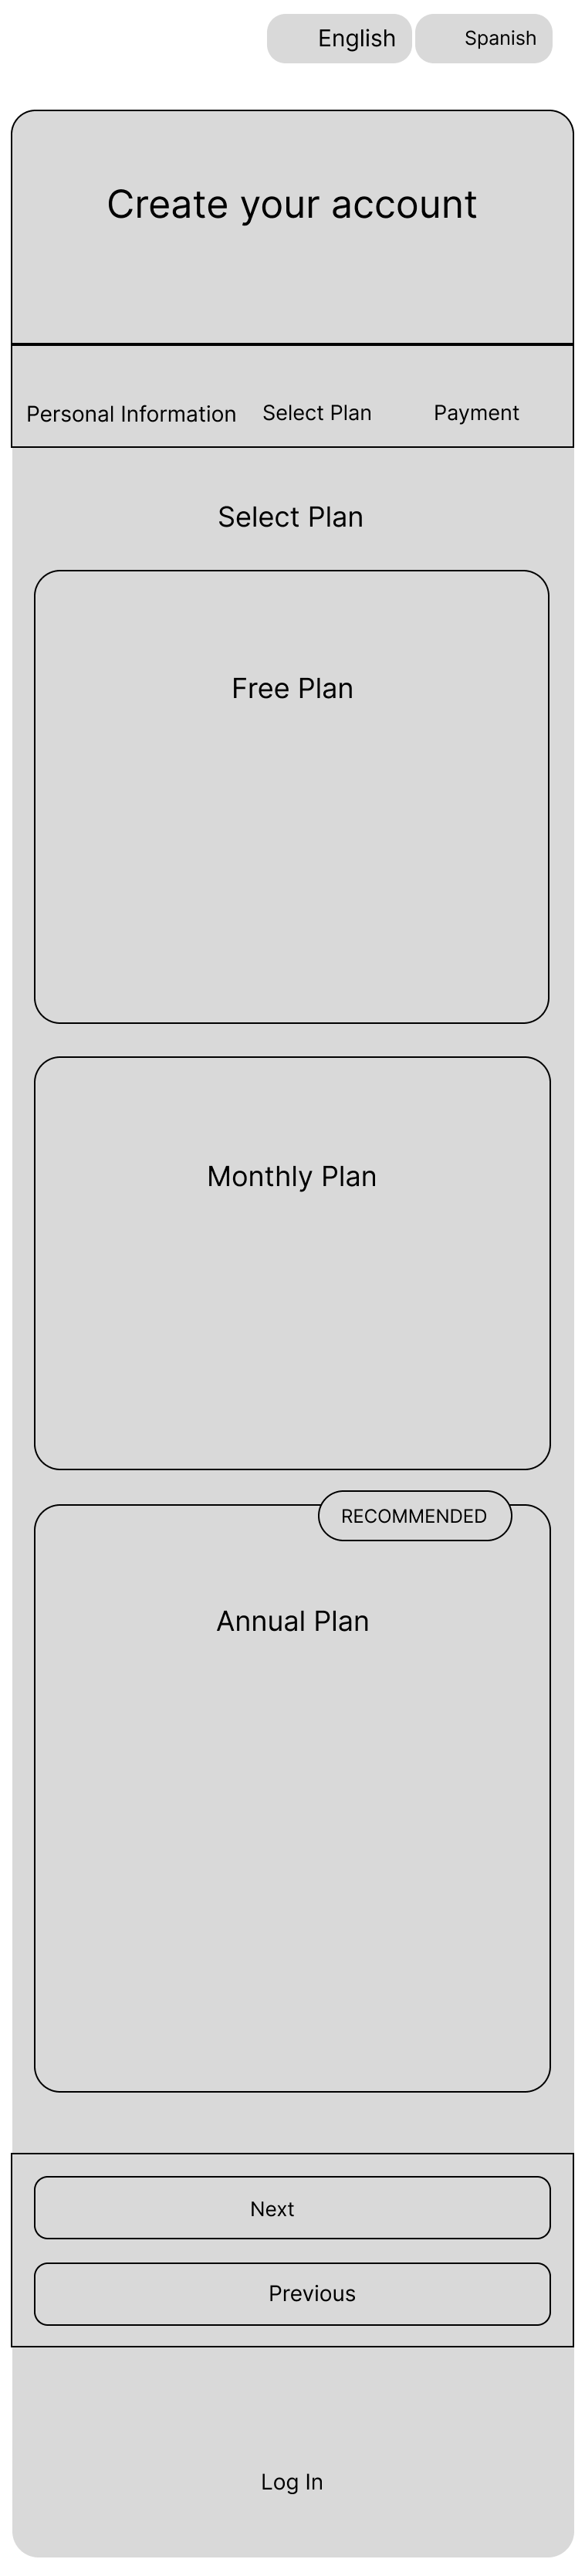 English
Spanish
Create your account
Personal Information
Select Plan
Payment
Select Plan
Free Plan
Monthly Plan
RECOMMENDED
Annual Plan
Next
Previous
Log In